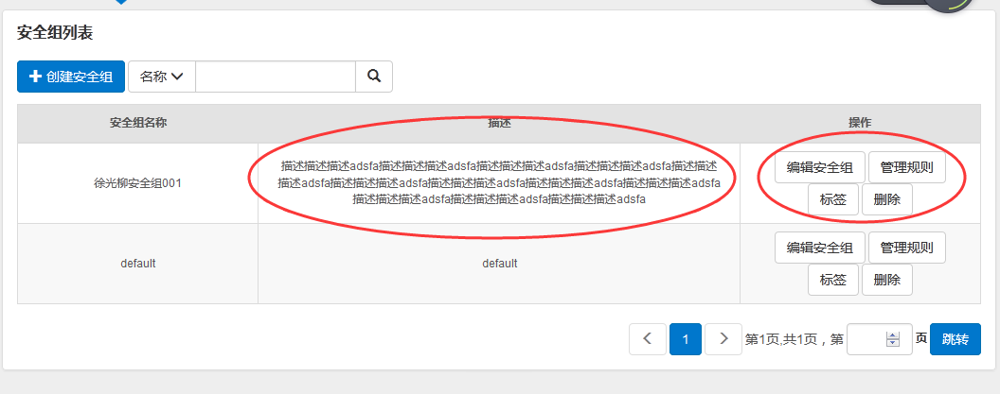 安全组列表
创建安全组 名称
安全组名称 描述 操作
徐光柳安全组001
描述描述描述adsfa描述描述描述adsfa描述描述描述adsfa描述描述描述adsfa描述描述
描述adsfa描述描述描述adsfa描述描述描述adsfa描述描述描述adsfa描述描述描述adsfa
描述描述描述adsfa描述描述描述adsfa描述描述描述adsfa
编辑安全组 管理规则
标签 删除
default default
编辑安全组 管理规则
标签 删除
1 第1页,共1页，第 页 跳转